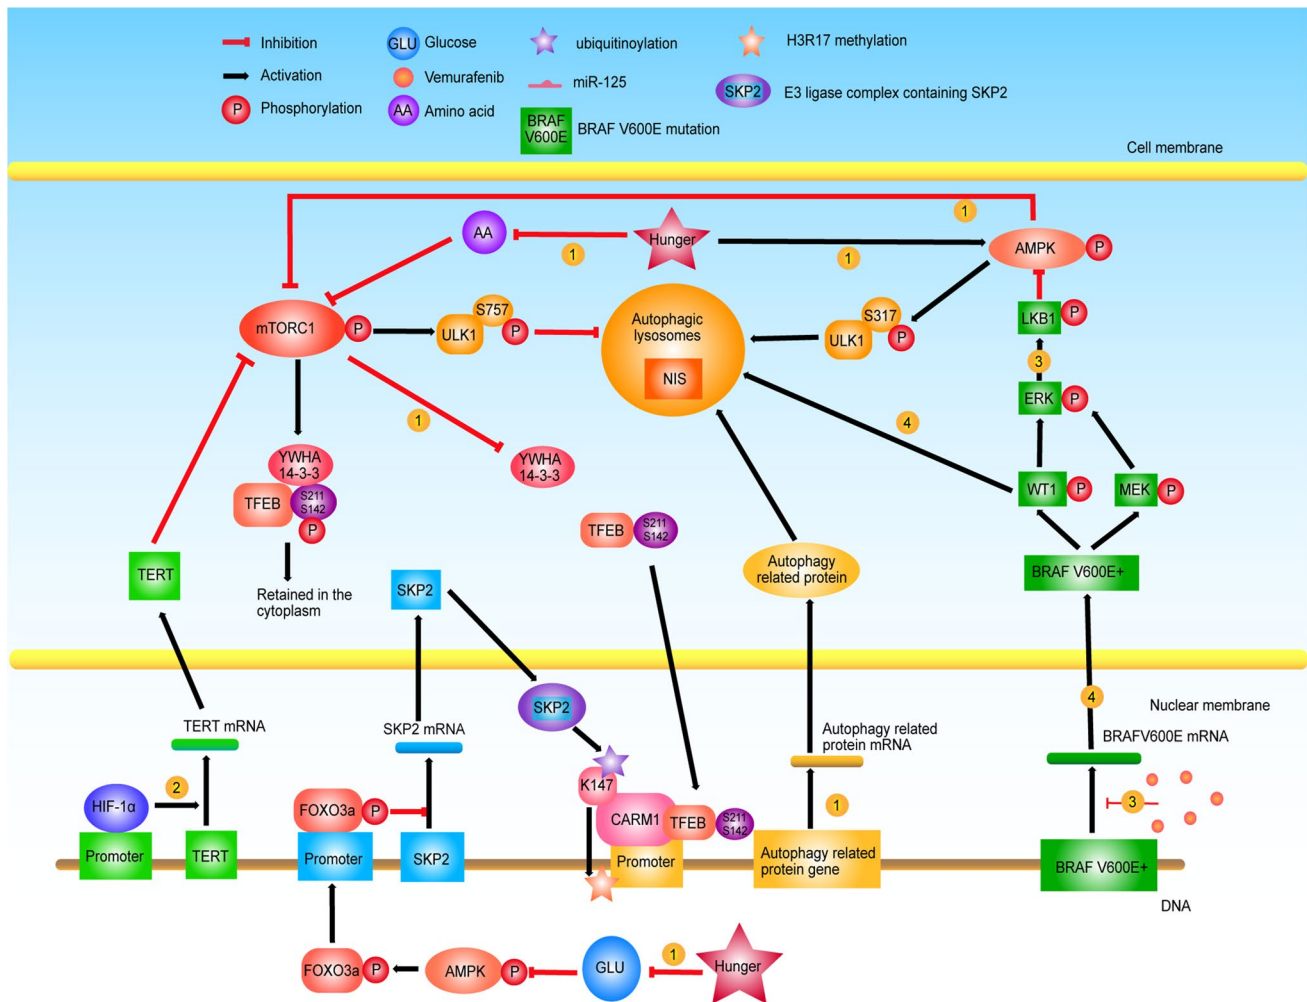 Inhibition
Activation
P
Phosphorylation
GLU
Glucose
Vemurafenib
AA
Amino acid
ubiquitinoylation
miR-125
BRAF
V600E
BRAF V600E mutation
H3R17 methylation
SKP2
E3 ligase complex containing SKP2
Cell membrane
1
AA
1
Hunger
1
AMPK
P
mTORC1
P
ULK1
S757
P
Autophagic
lysosomes
NIS
ULK1
S317
P
LKB1
P
3
ERK
P
1
4
YWHA
14-3-3
TFEB
S211
S142
P
YWHA
14-3-3
WT1
P
MEK
P
TFEB
S211
S142
TERT
Retained in the
cytoplasm
SKP2
Autophagy
related protein
BRAF V600E+
4
Nuclear membrane
TERT mRNA
SKP2 mRNA
SKP2
Autophagy related
protein mRNA
BRAFV600E mRNA
HIF-1α
2
FOXO3a
P
K147
CARM1
TFEB
S211
S142
1
3
Promoter
TERT
Promoter
SKP2
Promoter
Autophagy related
protein gene
BRAF V600E+
DNA
FOXO3a
P
AMPK
P
GLU
1
Hunger